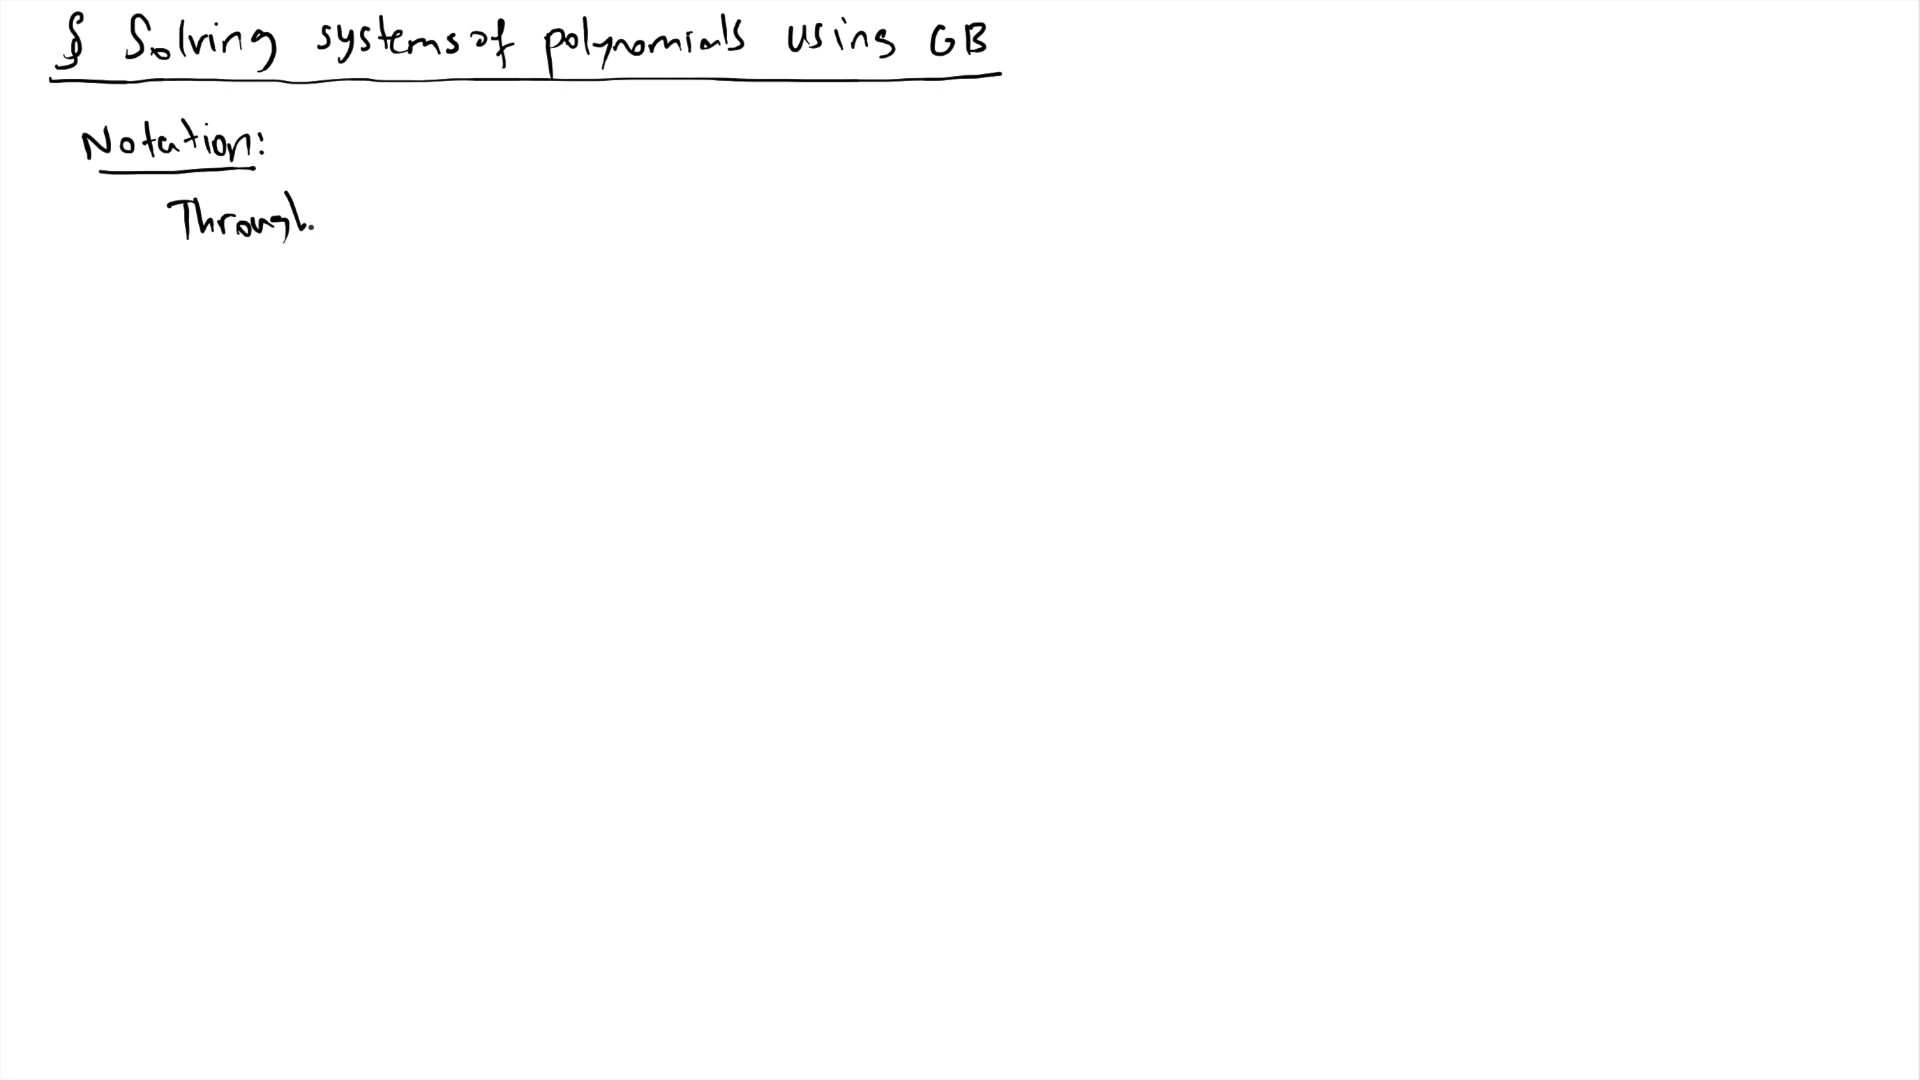 § Solving systems of polynomials using GB
Notation:
Through